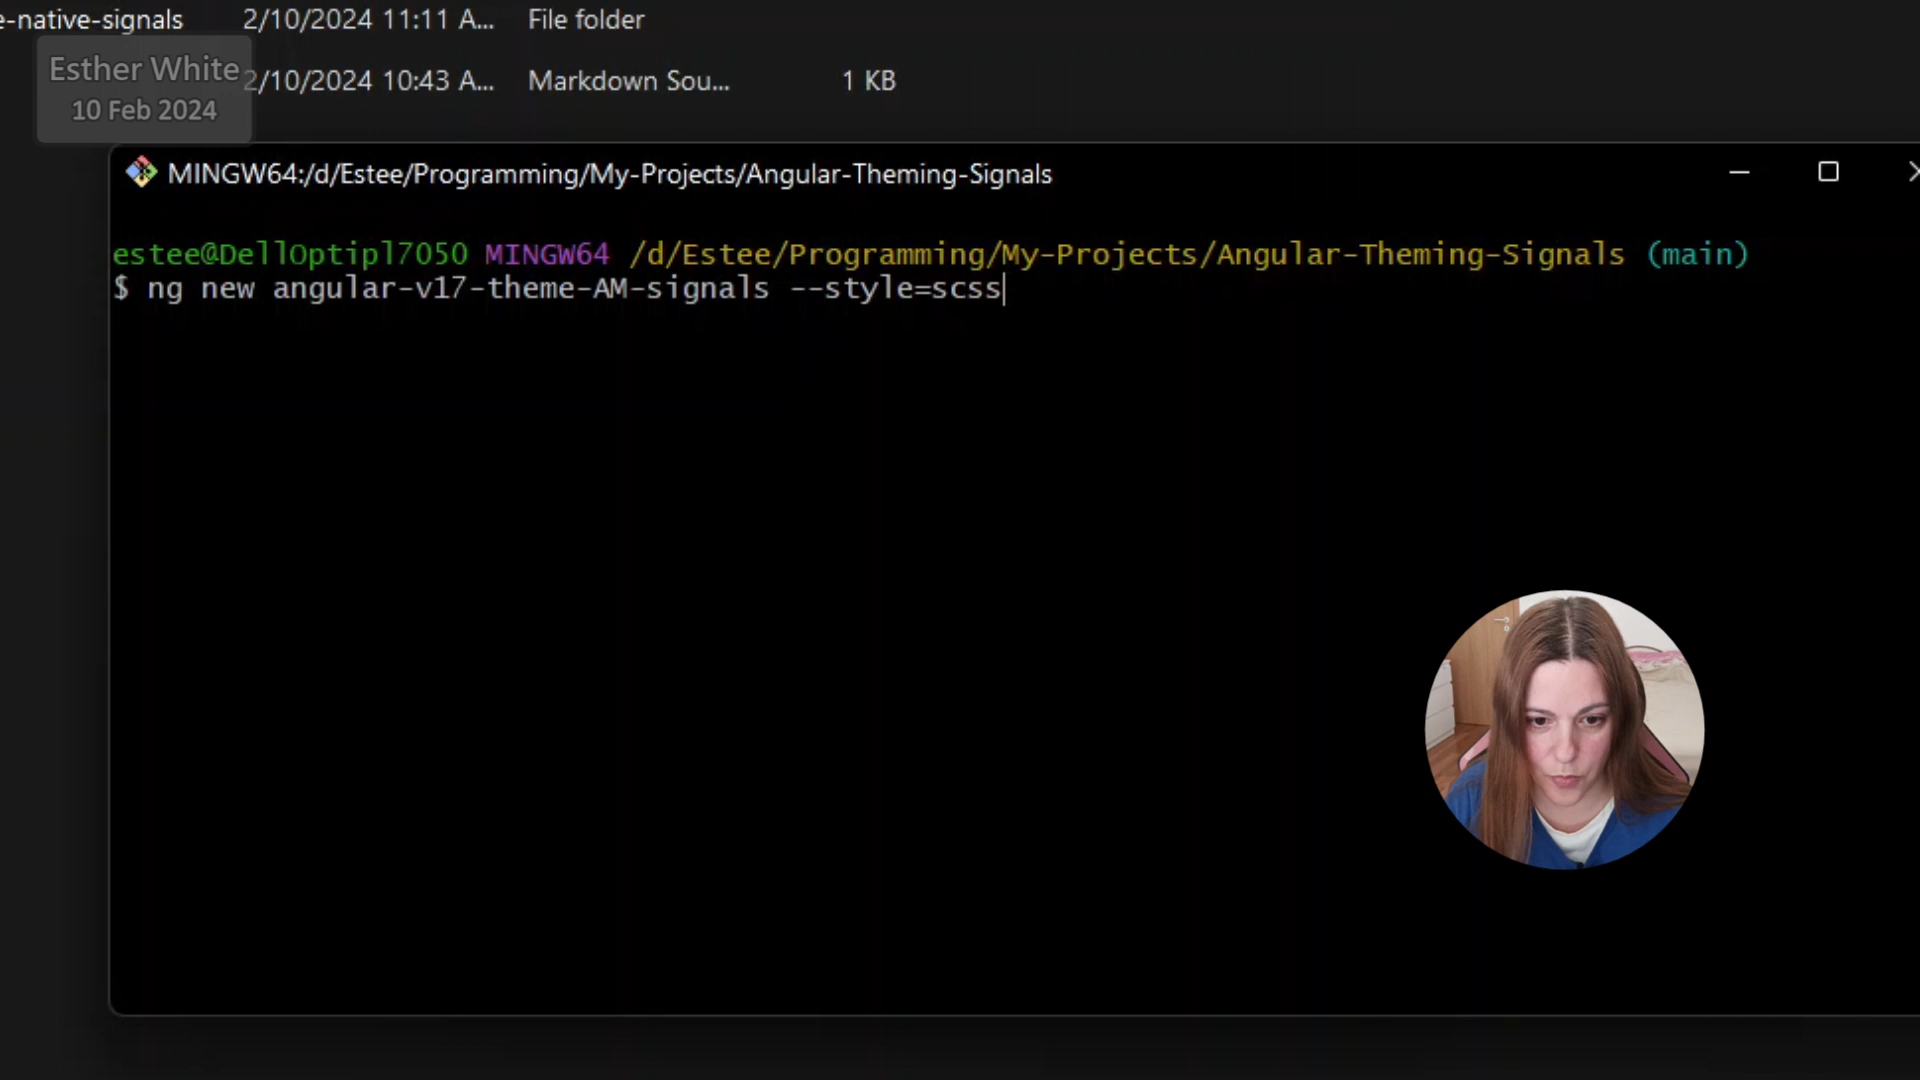 e-native-signals 2/10/2024 11:11 A... File folder
Esther White
2/10/2024 10:43 A... Markdown Sou... 1 KB
10 Feb 2024
MINGW64:/d/Estee/Programming/My-Projects/Angular-Theming-Signals
estee@DellOptipl7050 MINGW64 /d/Estee/Programming/My-Projects/Angular-Theming-Signals (main)
$ ng new angular-v17-theme-AM-signals --style=scss